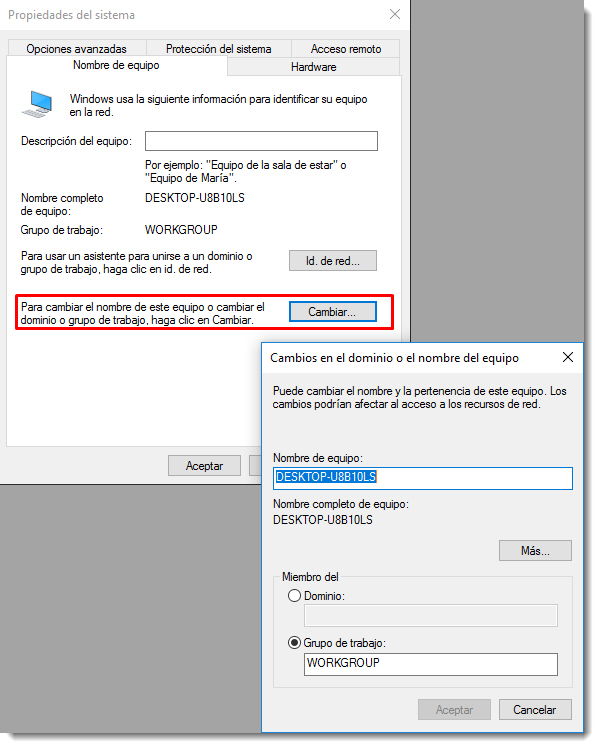 Propiedades del sistema
Opciones avanzadas
Protección del sistema
Acceso remoto
Nombre de equipo
Hardware
Windows usa la siguiente información para identificar su equipo
en la red.
Descripción del equipo:
Por ejemplo: "Equipo de la sala de estar" o
"Equipo de María".
Nombre completo
de equipo:
DESKTOP-U8B10LS
Grupo de trabajo:
WORKGROUP
Para usar un asistente para unirse a un dominio o
grupo de trabajo, haga clic en id. de red.
Id. de red...
Para cambiar el nombre de este equipo o cambiar el
dominio o grupo de trabajo, haga clic en Cambiar.
Cambiar...
Aceptar
Cambios en el dominio o el nombre del equipo
Puede cambiar el nombre y la pertenencia de este equipo. Los
cambios podrían afectar al acceso a los recursos de red.
Nombre de equipo:
DESKTOP-U8B10LS
Nombre completo de equipo:
DESKTOP-U8B10LS
Más...
Miembro del
Dominio:
Grupo de trabajo:
WORKGROUP
Aceptar
Cancelar